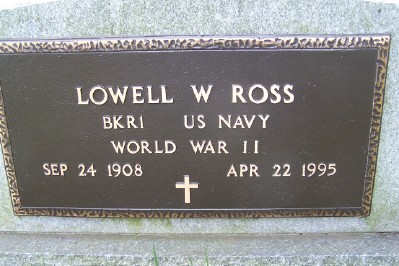 LOWELL W ROSS
BKR1 US NAVY
WORLD WAR II
SEP 24 1908 APR 22 1995